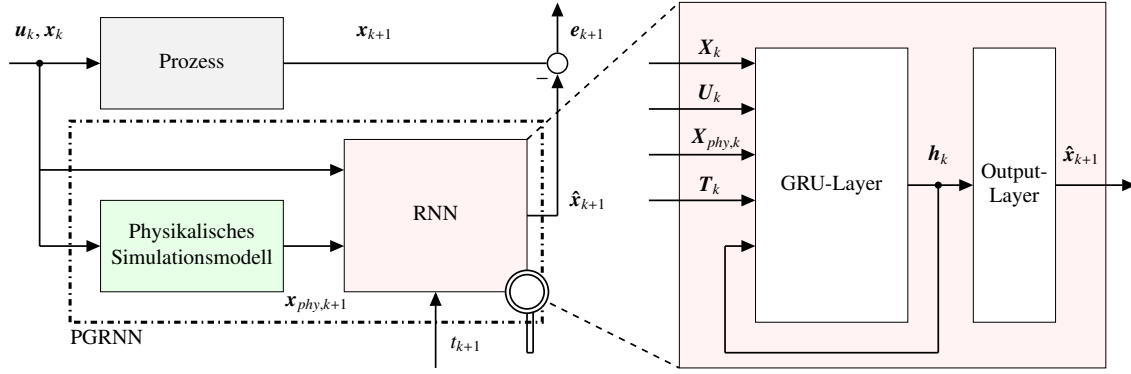 u_k, x_k
Prozess
x_{k+1}
e_{k+1}
−
RNN
x̂_{k+1}
Physikalisches
Simulationsmodell
x_{phy,k+1}
PGRNN
t_{k+1}
X_k
U_k
X_{phy,k}
T_k
GRU-Layer
h_k
Output-
Layer
x̂_{k+1}